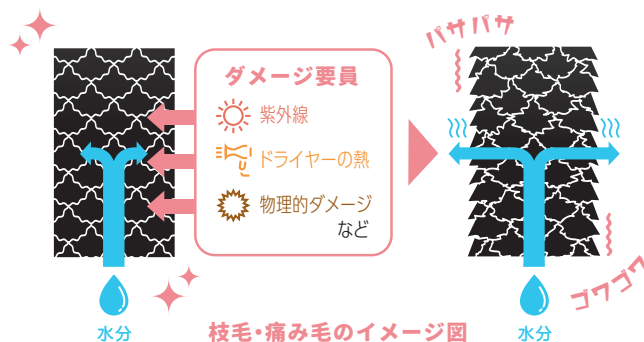 パサパサ
ダメージ要員
紫外線
ドライヤーの熱
物理的ダメージ
など
ゴワゴワ
水分
枝毛・痛み毛のイメージ図
水分